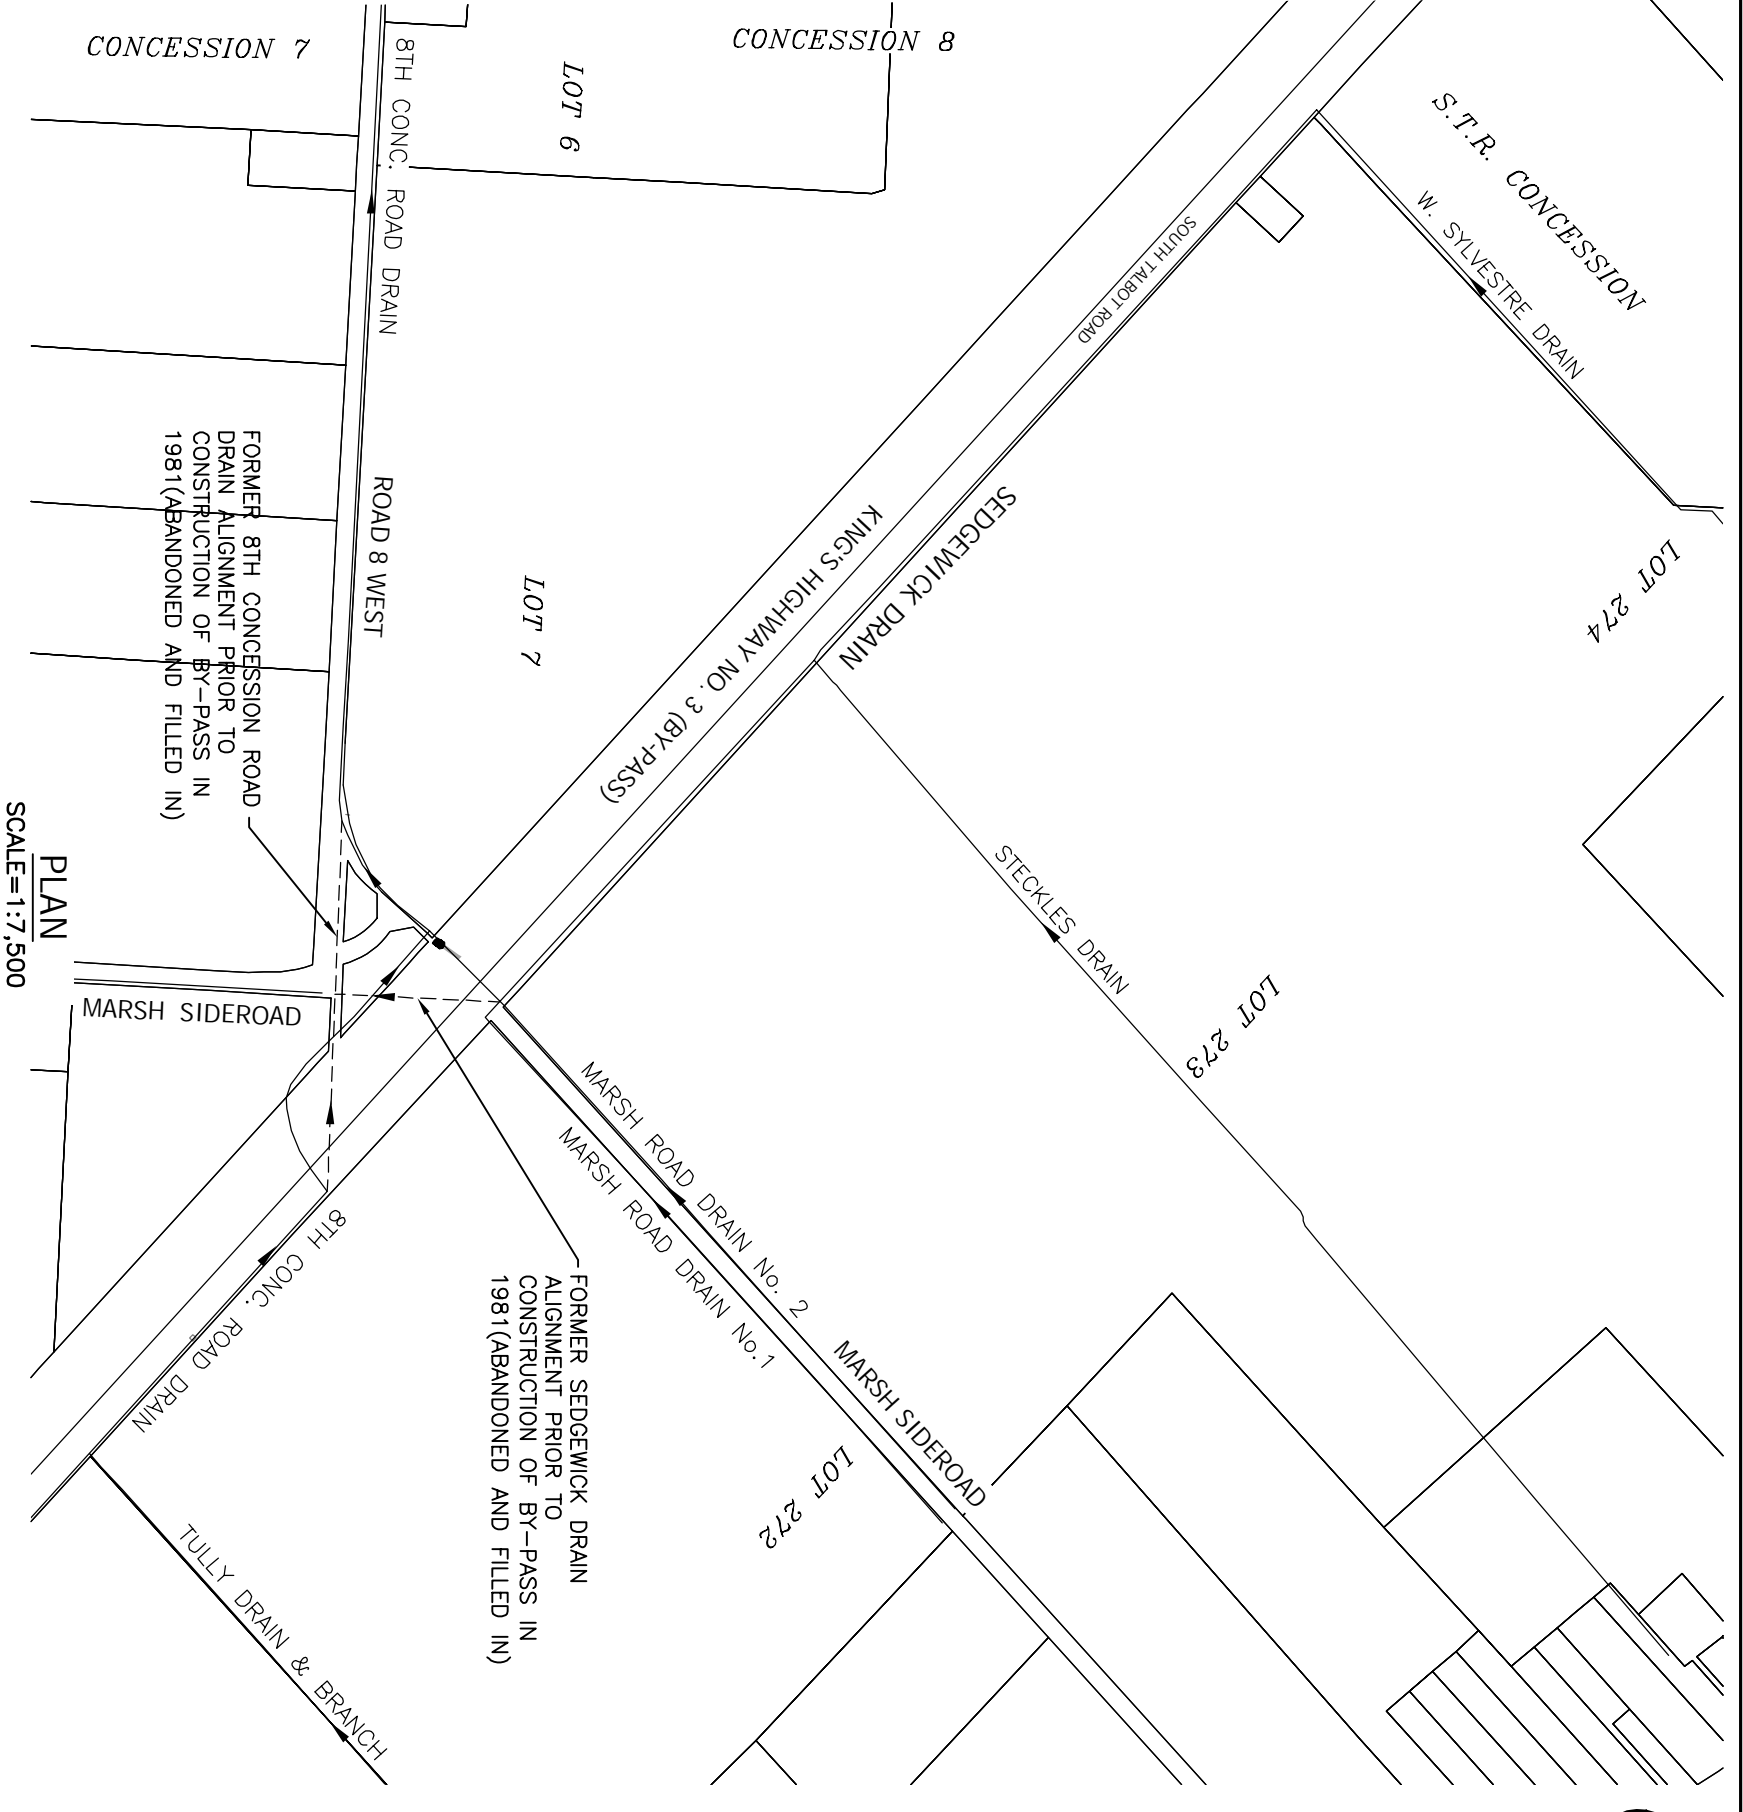 CONCESSION 7
CONCESSION 8
8TH CONC. ROAD DRAIN
LOT 6
S.T.R. CONCESSION
W. SYLVESTRE DRAIN
SOUTH TALBOT ROAD
LOT 274
SEDGEWICK DRAIN
KING'S HIGHWAY NO. 3 (BY-PASS)
ROAD 8 WEST
LOT 7
FORMER 8TH CONCESSION ROAD
DRAIN ALIGNMENT PRIOR TO
CONSTRUCTION OF BY-PASS IN
1981(ABANDONED AND FILLED IN)
STECKLES DRAIN
LOT 273
PLAN
SCALE=1:7,500
MARSH SIDEROAD
MARSH ROAD DRAIN No. 2
MARSH ROAD DRAIN No.1
MARSH SIDEROAD
8TH CONC. ROAD DRAIN
FORMER SEDGEWICK DRAIN
ALIGNMENT PRIOR TO
CONSTRUCTION OF BY-PASS IN
1981(ABANDONED AND FILLED IN)
LOT 272
TULLY DRAIN & BRANCH